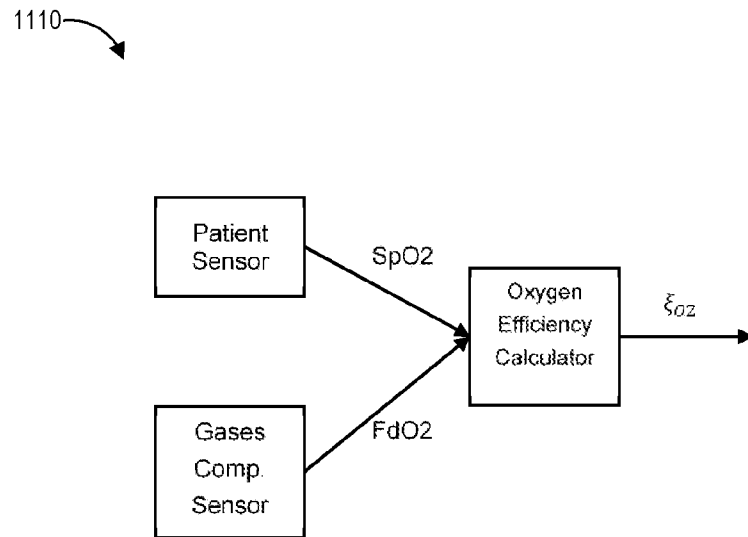 1110
Patient
Sensor
SpO2
Oxygen
Efficiency
Calculator
ξoz
Gases
Comp.
Sensor
FdO2